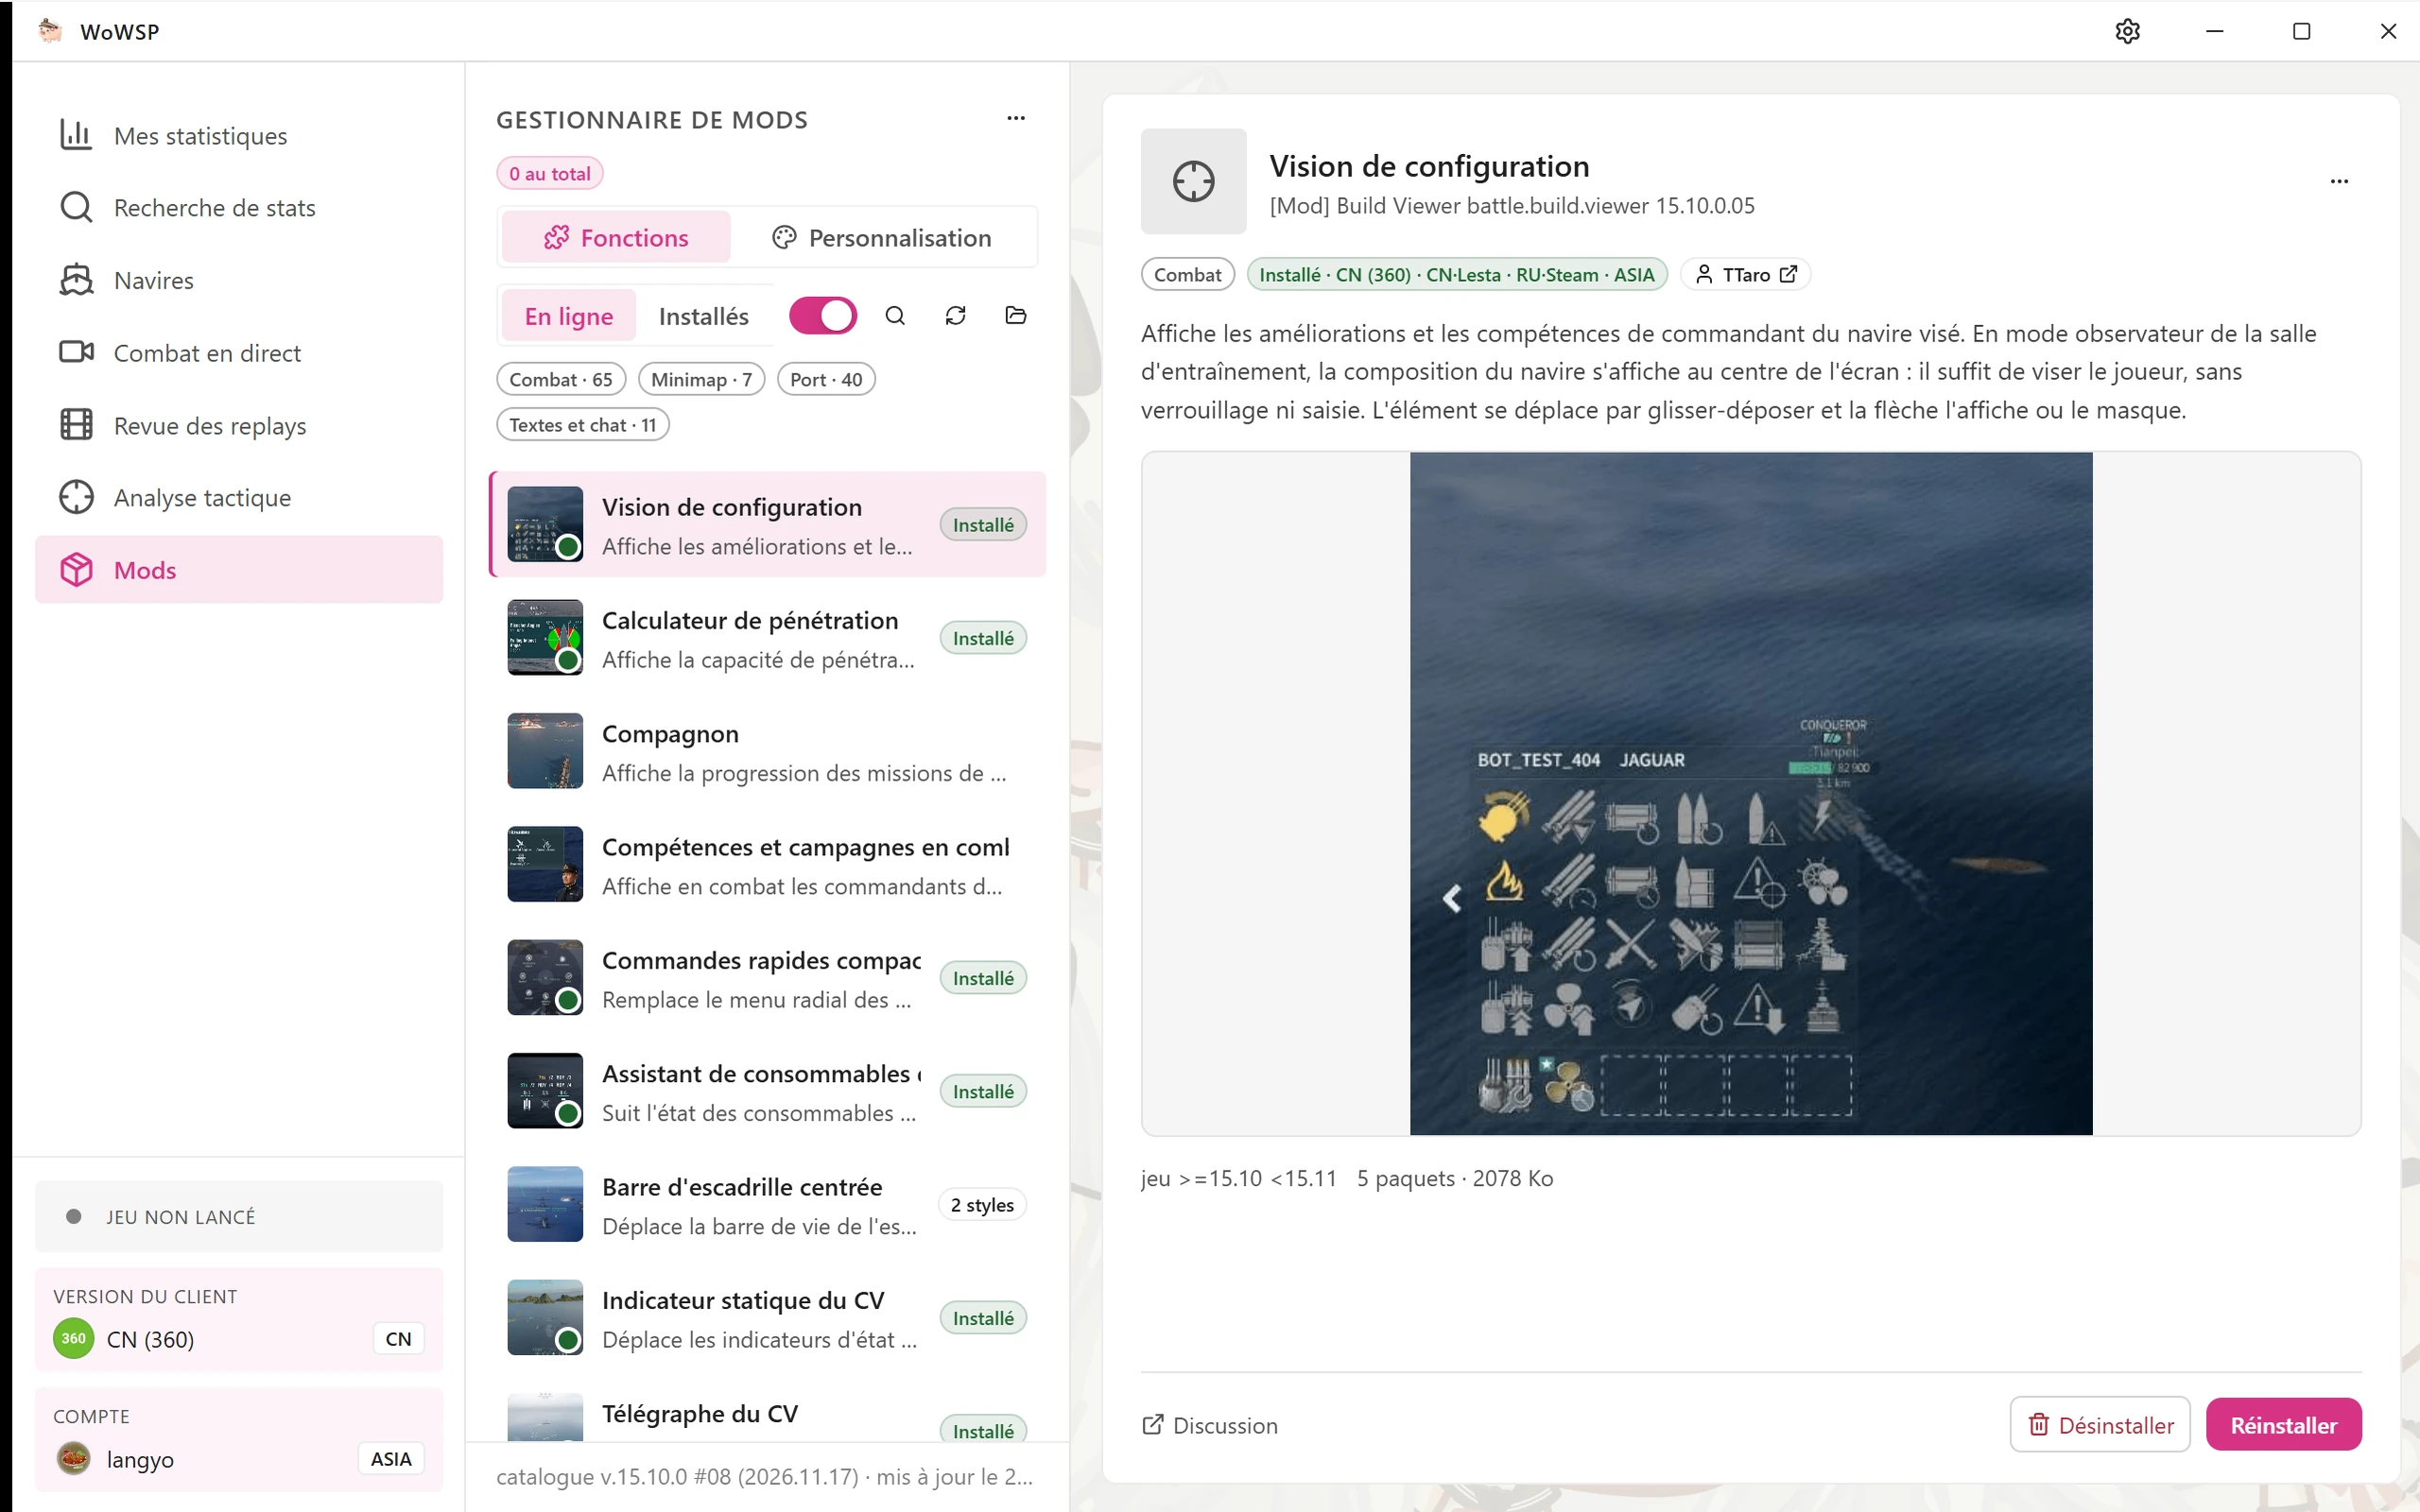 WoWSP
Mes statistiques
Recherche de stats
Navires
Combat en direct
Revue des replays
Analyse tactique
Mods
JEU NON LANCÉ
VERSION DU CLIENT
360 CN (360) CN
COMPTE
langyo ASIA
GESTIONNAIRE DE MODS
0 au total
Fonctions Personnalisation
En ligne Installés
Combat · 65 Minimap · 7 Port · 40
Textes et chat · 11
Vision de configuration
Affiche les améliorations et le...
Installé
Calculateur de pénétration
Affiche la capacité de pénétra...
Installé
Compagnon
Affiche la progression des missions de ...
Compétences et campagnes en coml
Affiche en combat les commandants d...
Commandes rapides compac
Remplace le menu radial des ...
Installé
Assistant de consommables
Suit l'état des consommables ...
Installé
Barre d'escadrille centrée
Déplace la barre de vie de l'es...
2 styles
Indicateur statique du CV
Déplace les indicateurs d'état ...
Installé
Télégraphe du CV
Installé
catalogue v.15.10.0 #08 (2026.11.17) · mis à jour le 2...
Vision de configuration
[Mod] Build Viewer battle.build.viewer 15.10.0.05
Combat Installé · CN (360) · CN·Lesta · RU·Steam · ASIA TTaro
Affiche les améliorations et les compétences de commandant du navire visé. En mode observateur de la salle
d'entraînement, la composition du navire s'affiche au centre de l'écran : il suffit de viser le joueur, sans
verrouillage ni saisie. L'élément se déplace par glisser-déposer et la flèche l'affiche ou le masque.
CONQUEROR
Tianpeii
82 900
5.1 km
BOT_TEST_404 JAGUAR
jeu >=15.10 <15.11 5 paquets · 2078 Ko
Discussion
Désinstaller
Réinstaller